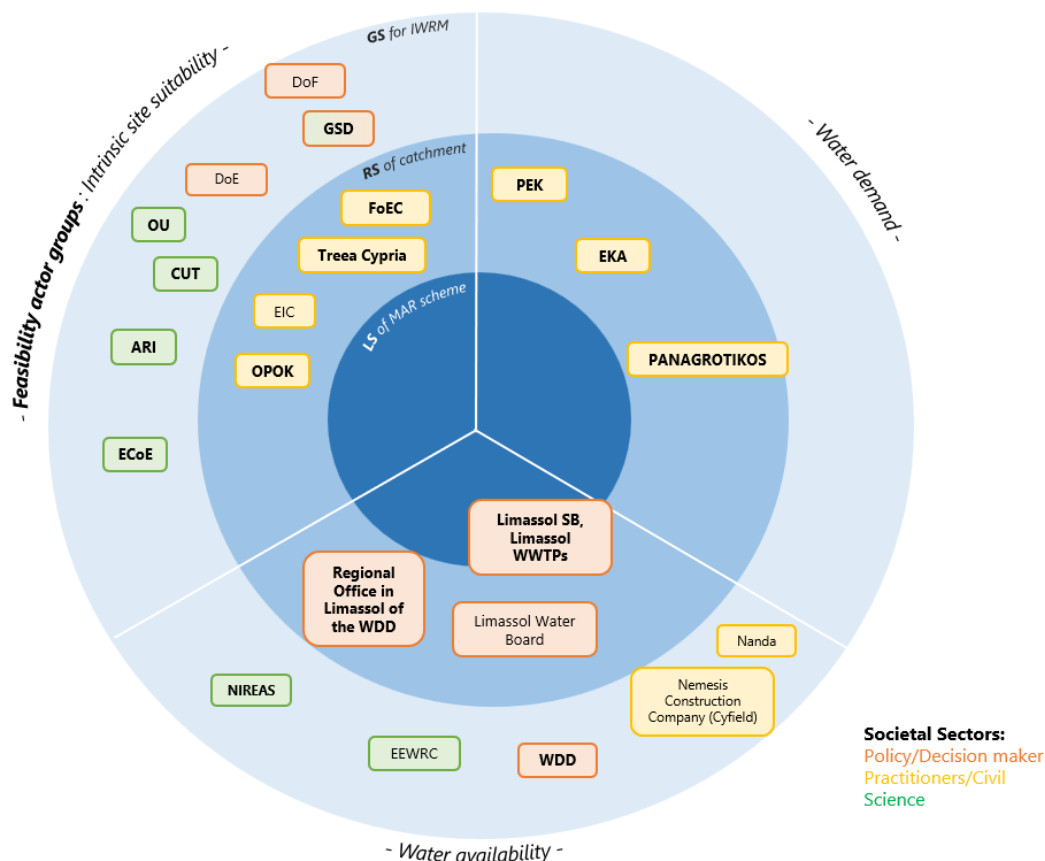 GS for IWRM
- Feasibility actor groups : Intrinsic site suitability -
- Water demand -
DoF
GSD
RS of catchment
DoE
PEK
FoEC
OU
Treea Cypria
EKA
CUT
LS of MAR scheme
EIC
ARI
PANAGROTIKOS
OPOK
ECoE
Limassol SB,
Limassol
WWTPs
Regional
Office in
Limassol of
the WDD
Limassol Water
Board
Nanda
NIREAS
Nemesis
Construction
Company (Cyfield)
EEWRC
WDD
Societal Sectors:
Policy/Decision maker
Practitioners/Civil
Science
- Water availability -